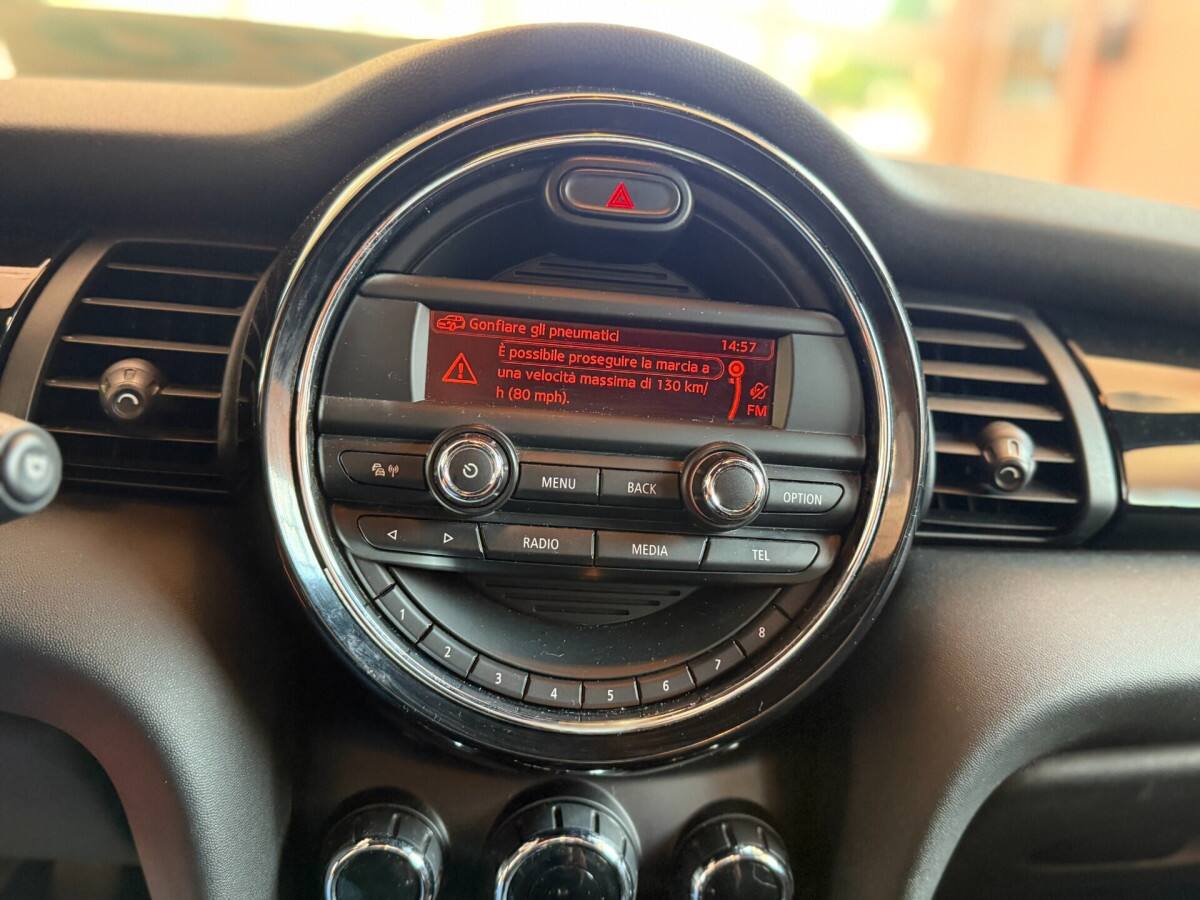 Gonfiare gli pneumatici
14:57
È possibile proseguire la marcia a
una velocità massima di 130 km/
h (80 mph).
FM
MENU
BACK
OPTION
RADIO
MEDIA
TEL
1
2
3
4
5
6
7
8